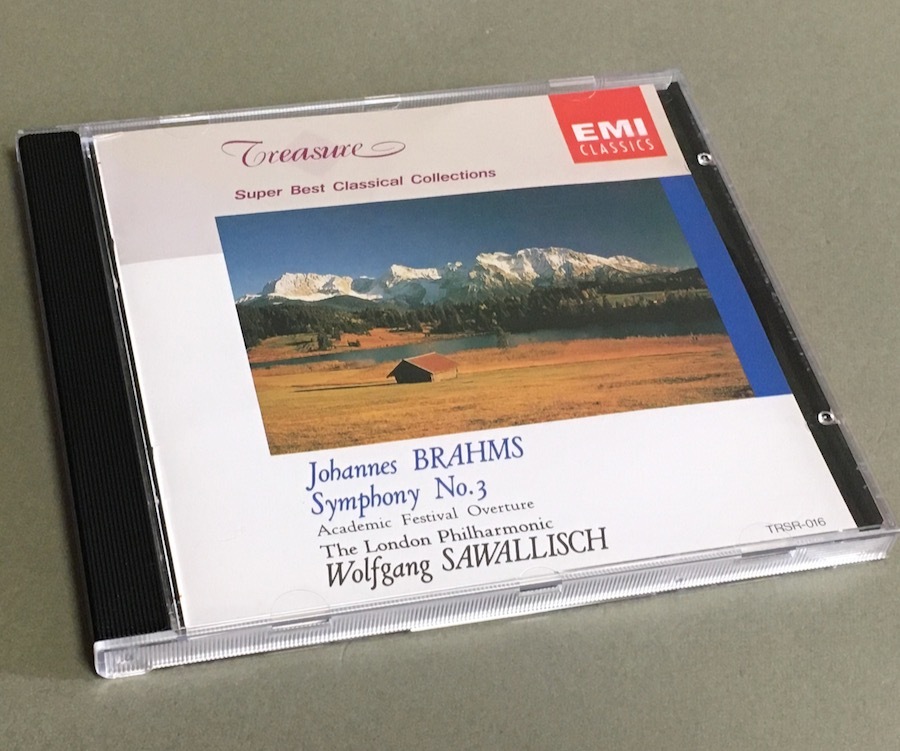 Treasure
Super Best Classical Collections
EMI
CLASSICS
Johannes BRAHMS
Symphony No.3
Academic Festival Overture
The London Philharmonic
Wolfgang SAWALLISCH
TRSR-016